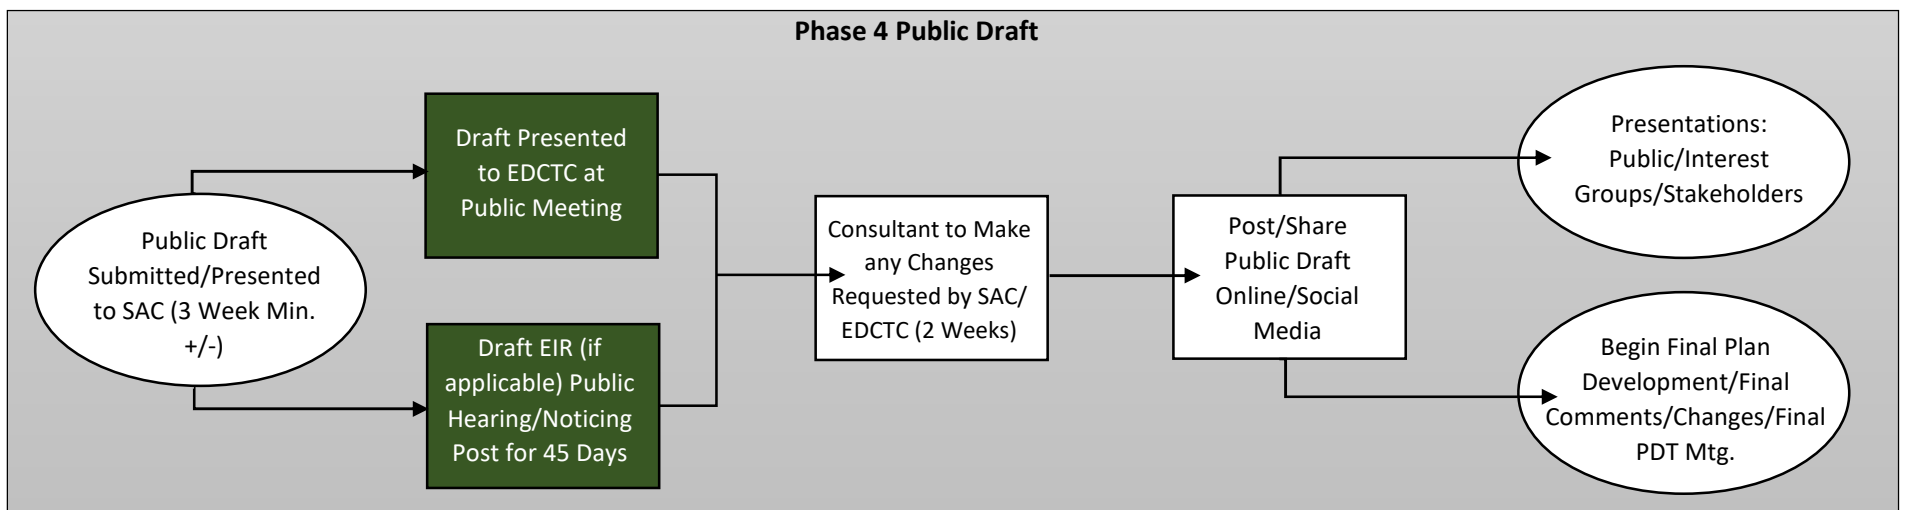 Phase 4 Public Draft
Public Draft
Submitted/Presented
to SAC (3 Week Min.
+/-)
Draft Presented
to EDCTC at
Public Meeting
Draft EIR (if
applicable) Public
Hearing/Noticing
Post for 45 Days
Consultant to Make
any Changes
Requested by SAC/
EDCTC (2 Weeks)
Post/Share
Public Draft
Online/Social
Media
Presentations:
Public/Interest
Groups/Stakeholders
Begin Final Plan
Development/Final
Comments/Changes/Final
PDT Mtg.